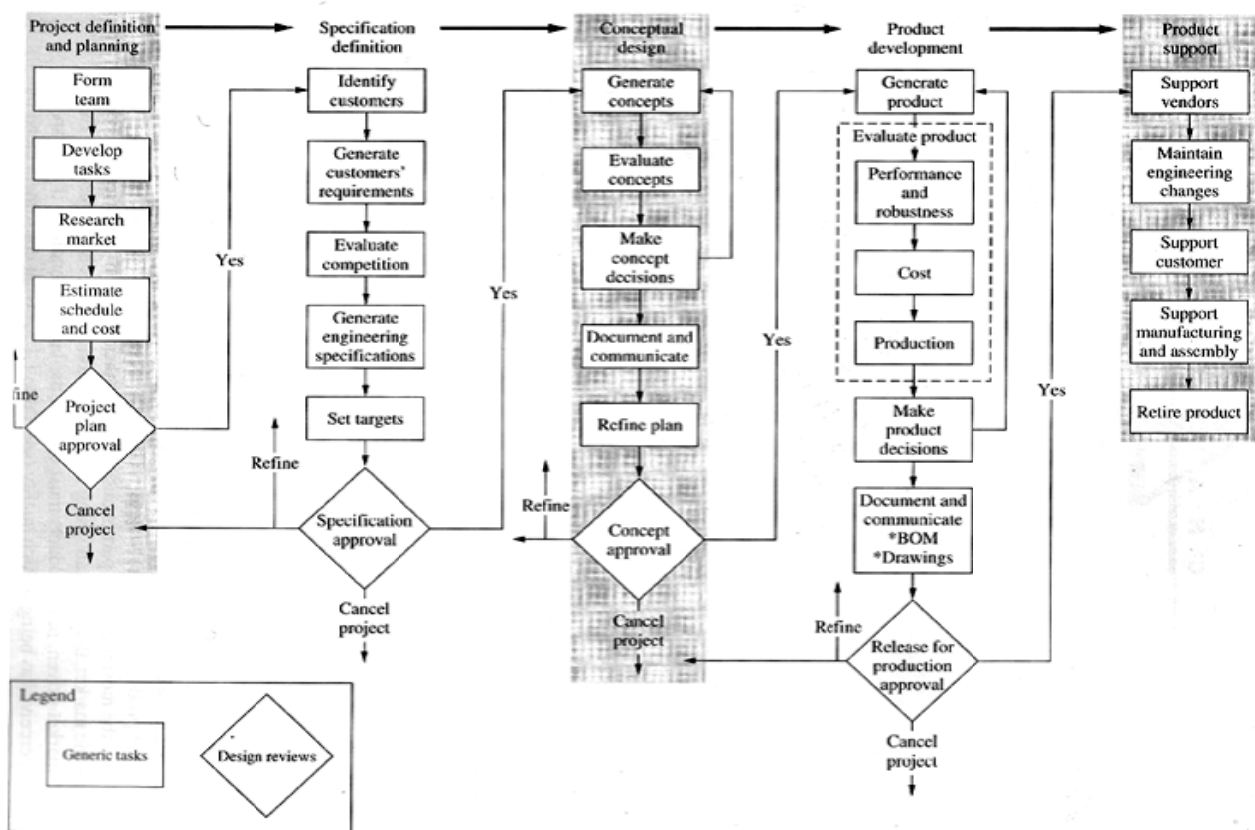 Project definition
and planning
Form
team
Develop
tasks
Research
market
Estimate
schedule
and cost
fine
Project
plan
approval
Cancel
project
Yes
Specification
definition
Identify
customers
Generate
customers'
requirements
Evaluate
competition
Generate
engineering
specifications
Set targets
Refine
Specification
approval
Cancel
project
Yes
Conceptual
design
Generate
concepts
Evaluate
concepts
Make
concept
decisions
Document and
communicate
Refine plan
Refine
Concept
approval
Cancel
project
Yes
Product
development
Generate
product
Evaluate product
Performance
and
robustness
Cost
Production
Make
product
decisions
Document and
communicate
*BOM
*Drawings
Refine
Release for
production
approval
Cancel
project
Yes
Product
support
Support
vendors
Maintain
engineering
changes
Support
customer
Support
manufacturing
and assembly
Retire product
Legend
Generic tasks
Design reviews